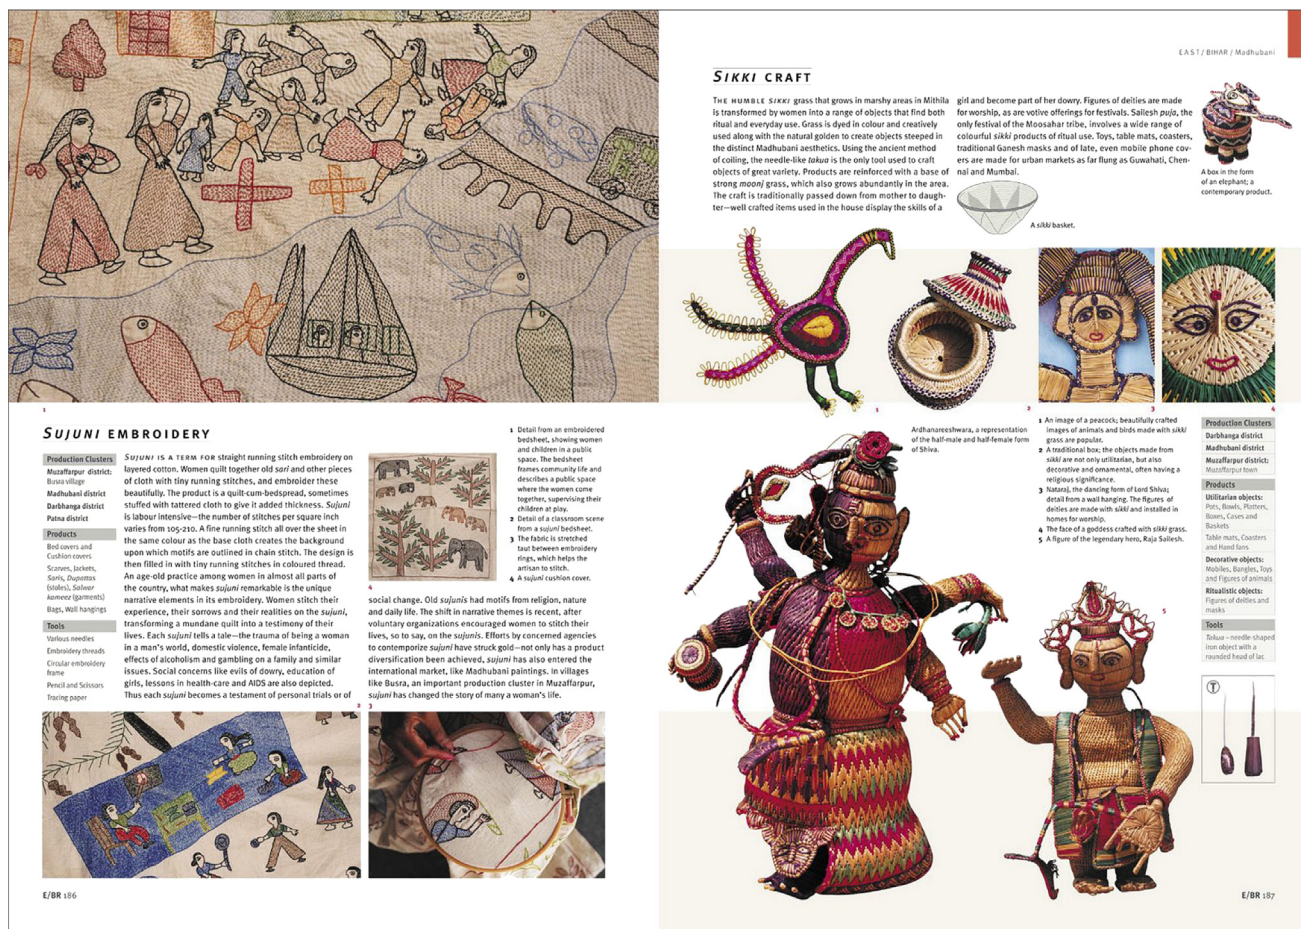 1
SUJUNI EMBROIDERY
Production Clusters
Muzaffarpur district:
Busra village
Madhubani district
Darbhanga district
Patna district
Products
Bed covers and
Cushion covers
Scarves, Jackets,
Saris, Dupattas
(stoles), Salwar
kameez (garments)
Bags, Wall hangings
Tools
Various needles
Embroidery threads
Circular embroidery
frame
Pencil and Scissors
Tracing paper
SUJUNI IS A TERM FOR straight running stitch embroidery on
layered cotton. Women quilt together old sari and other pieces
of cloth with tiny running stitches, and embroider these
beautifully. The product is a quilt-cum-bedspread, sometimes
stuffed with tattered cloth to give it added thickness. Sujuni
is labour intensive—the number of stitches per square inch
varies from 105-210. A fine running stitch all over the sheet in
the same colour as the base cloth creates the background
upon which motifs are outlined in chain stitch. The design is
then filled in with tiny running stitches in coloured thread.
An age-old practice among women in almost all parts of
the country, what makes sujuni remarkable is the unique
narrative elements in its embroidery. Women stitch their
experience, their sorrows and their realities on the sujuni,
transforming a mundane quilt into a testimony of their
lives. Each sujuni tells a tale—the trauma of being a woman
in a man's world, domestic violence, female infanticide,
effects of alcoholism and gambling on a family and similar
issues. Social concerns like evils of dowry, education of
girls, lessons in health-care and AIDS are also depicted.
Thus each sujuni becomes a testament of personal trials or of
4
social change. Old sujunis had motifs from religion, nature
and daily life. The shift in narrative themes is recent, after
voluntary organizations encouraged women to stitch their
lives, so to say, on the sujunis. Efforts by concerned agencies
to contemporize sujuni have struck gold—not only has a product
diversification been achieved, sujuni has also entered the
international market, like Madhubani paintings. In villages
like Busra, an important production cluster in Muzaffarpur,
sujuni has changed the story of many a woman's life.
1 Detail from an embroidered
bedsheet, showing women
and children in a public
space. The bedsheet
frames community life and
describes a public space
where the women come
together, supervising their
children at play.
2 Detail of a classroom scene
from a sujuni bedsheet.
3 The fabric is stretched
taut between embroidery
rings, which helps the
artisan to stitch.
4 A sujuni cushion cover.
2
3
E/BR 186
EAST / BIHAR / Madhubani
SIKKI CRAFT
THE HUMBLE SIKKI grass that grows in marshy areas in Mithila
is transformed by women into a range of objects that find both
ritual and everyday use. Grass is dyed in colour and creatively
used along with the natural golden to create objects steeped in
the distinct Madhubani aesthetics. Using the ancient method
of coiling, the needle-like takua is the only tool used to craft
objects of great variety. Products are reinforced with a base of
strong moonj grass, which also grows abundantly in the area.
The craft is traditionally passed down from mother to daugh-
ter—well crafted items used in the house display the skills of a
girl and become part of her dowry. Figures of deities are made
for worship, as are votive offerings for festivals. Sailesh puja, the
only festival of the Moosahar tribe, involves a wide range of
colourful sikki products of ritual use. Toys, table mats, coasters,
traditional Ganesh masks and of late, even mobile phone cov-
ers are made for urban markets as far flung as Guwahati, Chen-
nai and Mumbai.
A sikki basket.
A box in the form
of an elephant; a
contemporary product.
1
2
3
4
Ardhanareeshwara, a representation
of the half-male and half-female form
of Shiva.
1 An image of a peacock; beautifully crafted
images of animals and birds made with sikki
grass are popular.
2 A traditional box; the objects made from
sikki are not only utilitarian, but also
decorative and ornamental, often having a
religious significance.
3 Nataraj, the dancing form of Lord Shiva;
detail from a wall hanging. The figures of
deities are made with sikki and installed in
homes for worship.
4 The face of a goddess crafted with sikki grass.
5 A figure of the legendary hero, Raja Sailesh.
5
Production Clusters
Darbhanga district
Madhubani district
Muzaffarpur district:
Muzaffarpur town
Products
Utilitarian objects:
Pots, Bowls, Platters,
Boxes, Cases and
Baskets
Table mats, Coasters
and Hand fans
Decorative objects:
Mobiles, Bangles, Toys
and Figures of animals
Ritualistic objects:
Figures of deities and
masks
Tools
Takua – needle-shaped
iron object with a
rounded head of lac
T
E/BR 187